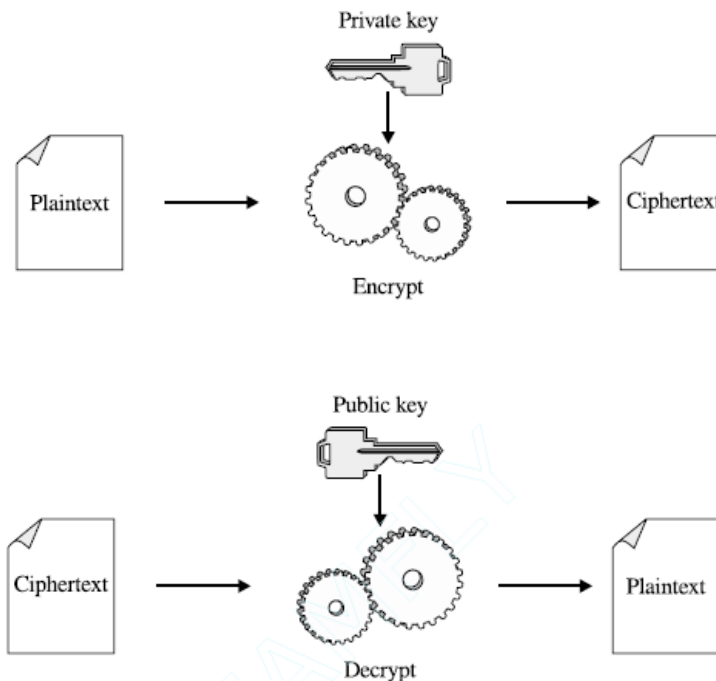 Private key
Plaintext
Ciphertext
Encrypt
Public key
Ciphertext
Plaintext
Decrypt